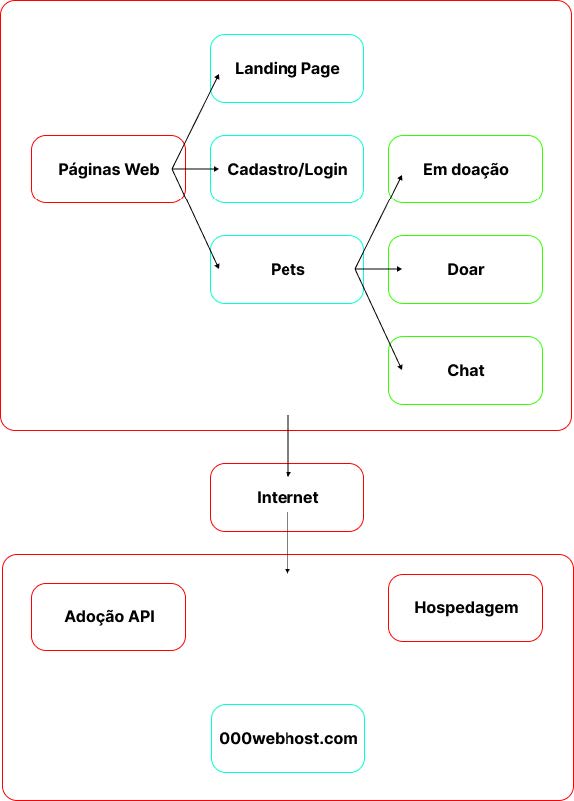 Landing Page
Páginas Web
Cadastro/Login
Em doação
Pets
Doar
Chat
Internet
Adoção API
Hospedagem
000webhost.com